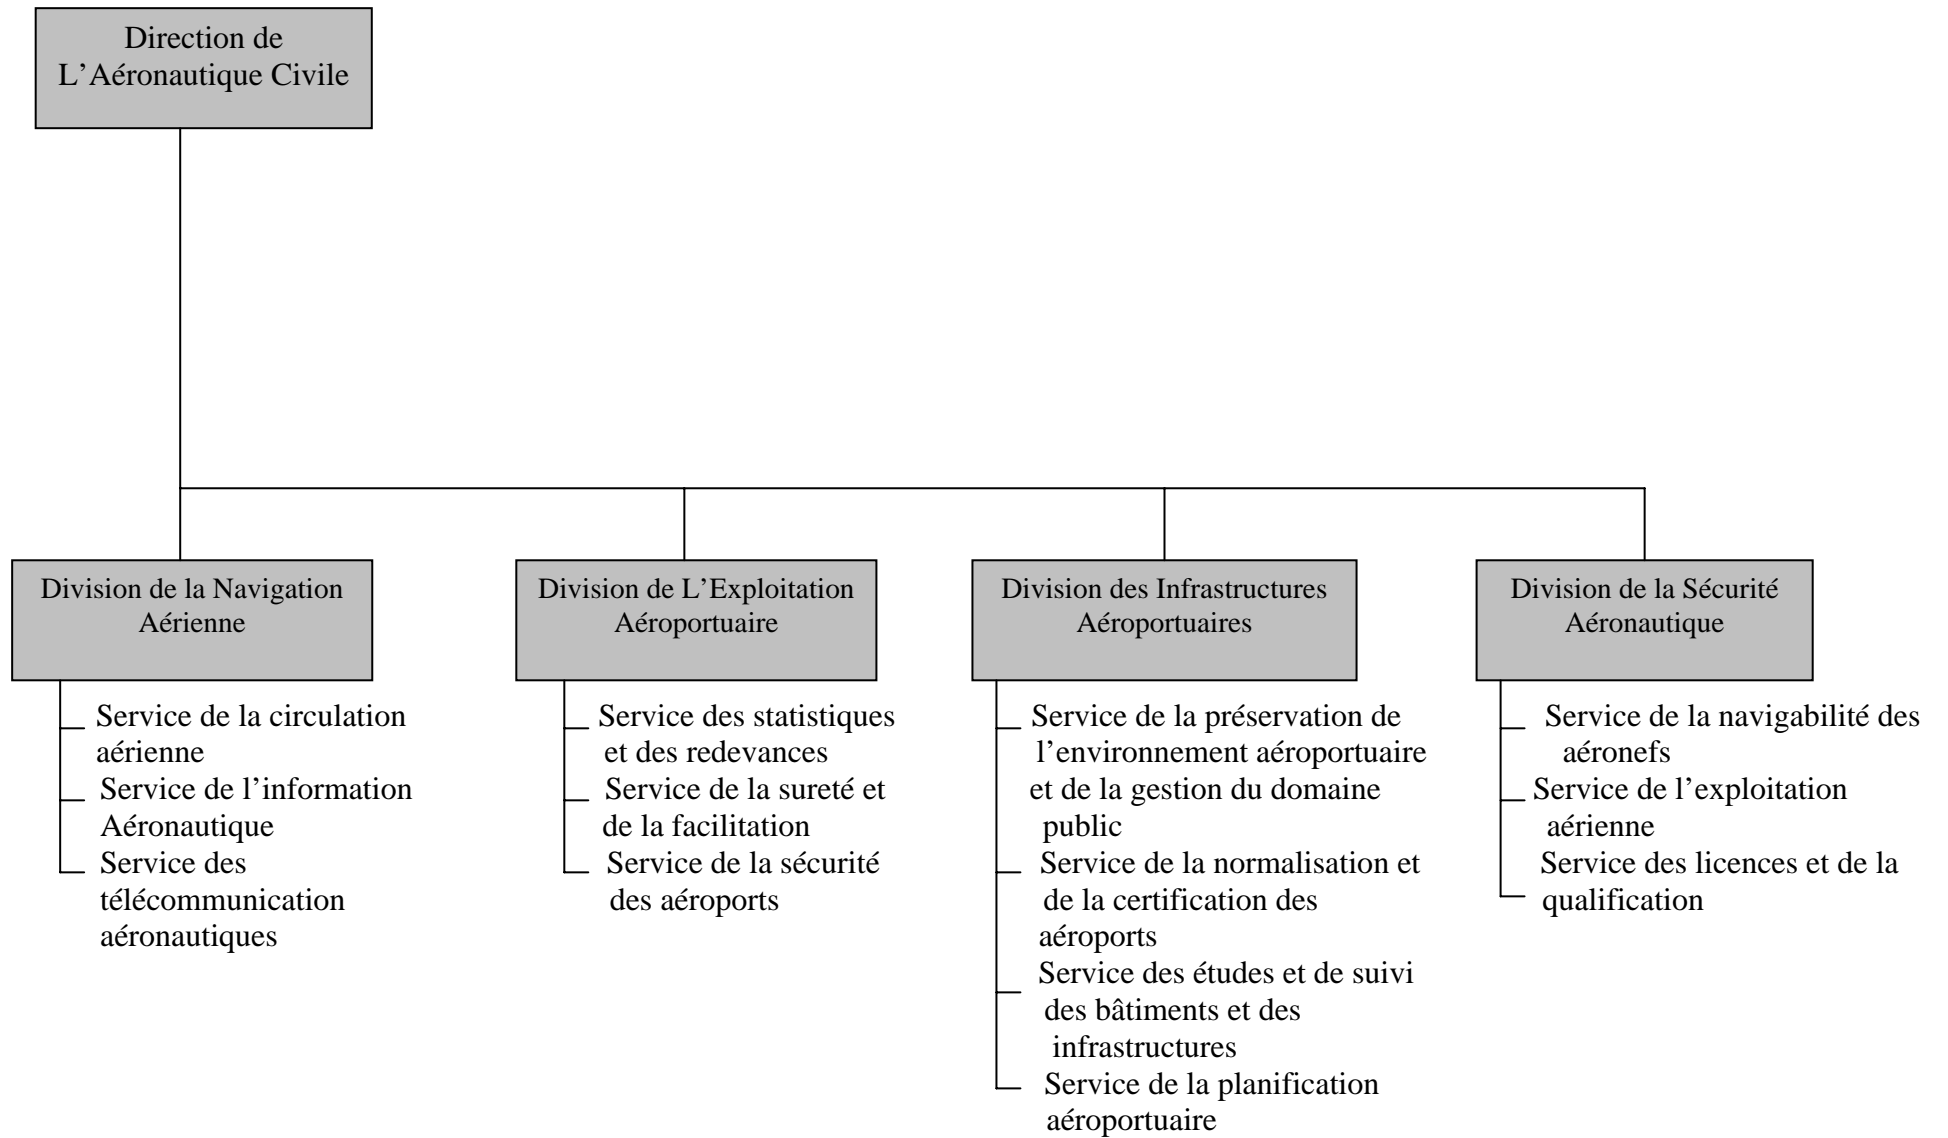 Direction de
L’Aéronautique Civile
Division de la Navigation
Aérienne
Service de la circulation
aérienne
Service de l’information
Aéronautique
Service des
télécommunication
aéronautiques
Division de L’Exploitation
Aéroportuaire
Service des statistiques
et des redevances
Service de la sureté et
de la facilitation
Service de la sécurité
des aéroports
Division des Infrastructures
Aéroportuaires
Service de la préservation de
l’environnement aéroportuaire
et de la gestion du domaine
public
Service de la normalisation et
de la certification des
aéroports
Service des études et de suivi
des bâtiments et des
infrastructures
Service de la planification
aéroportuaire
Division de la Sécurité
Aéronautique
Service de la navigabilité des
aéronefs
Service de l’exploitation
aérienne
Service des licences et de la
qualification